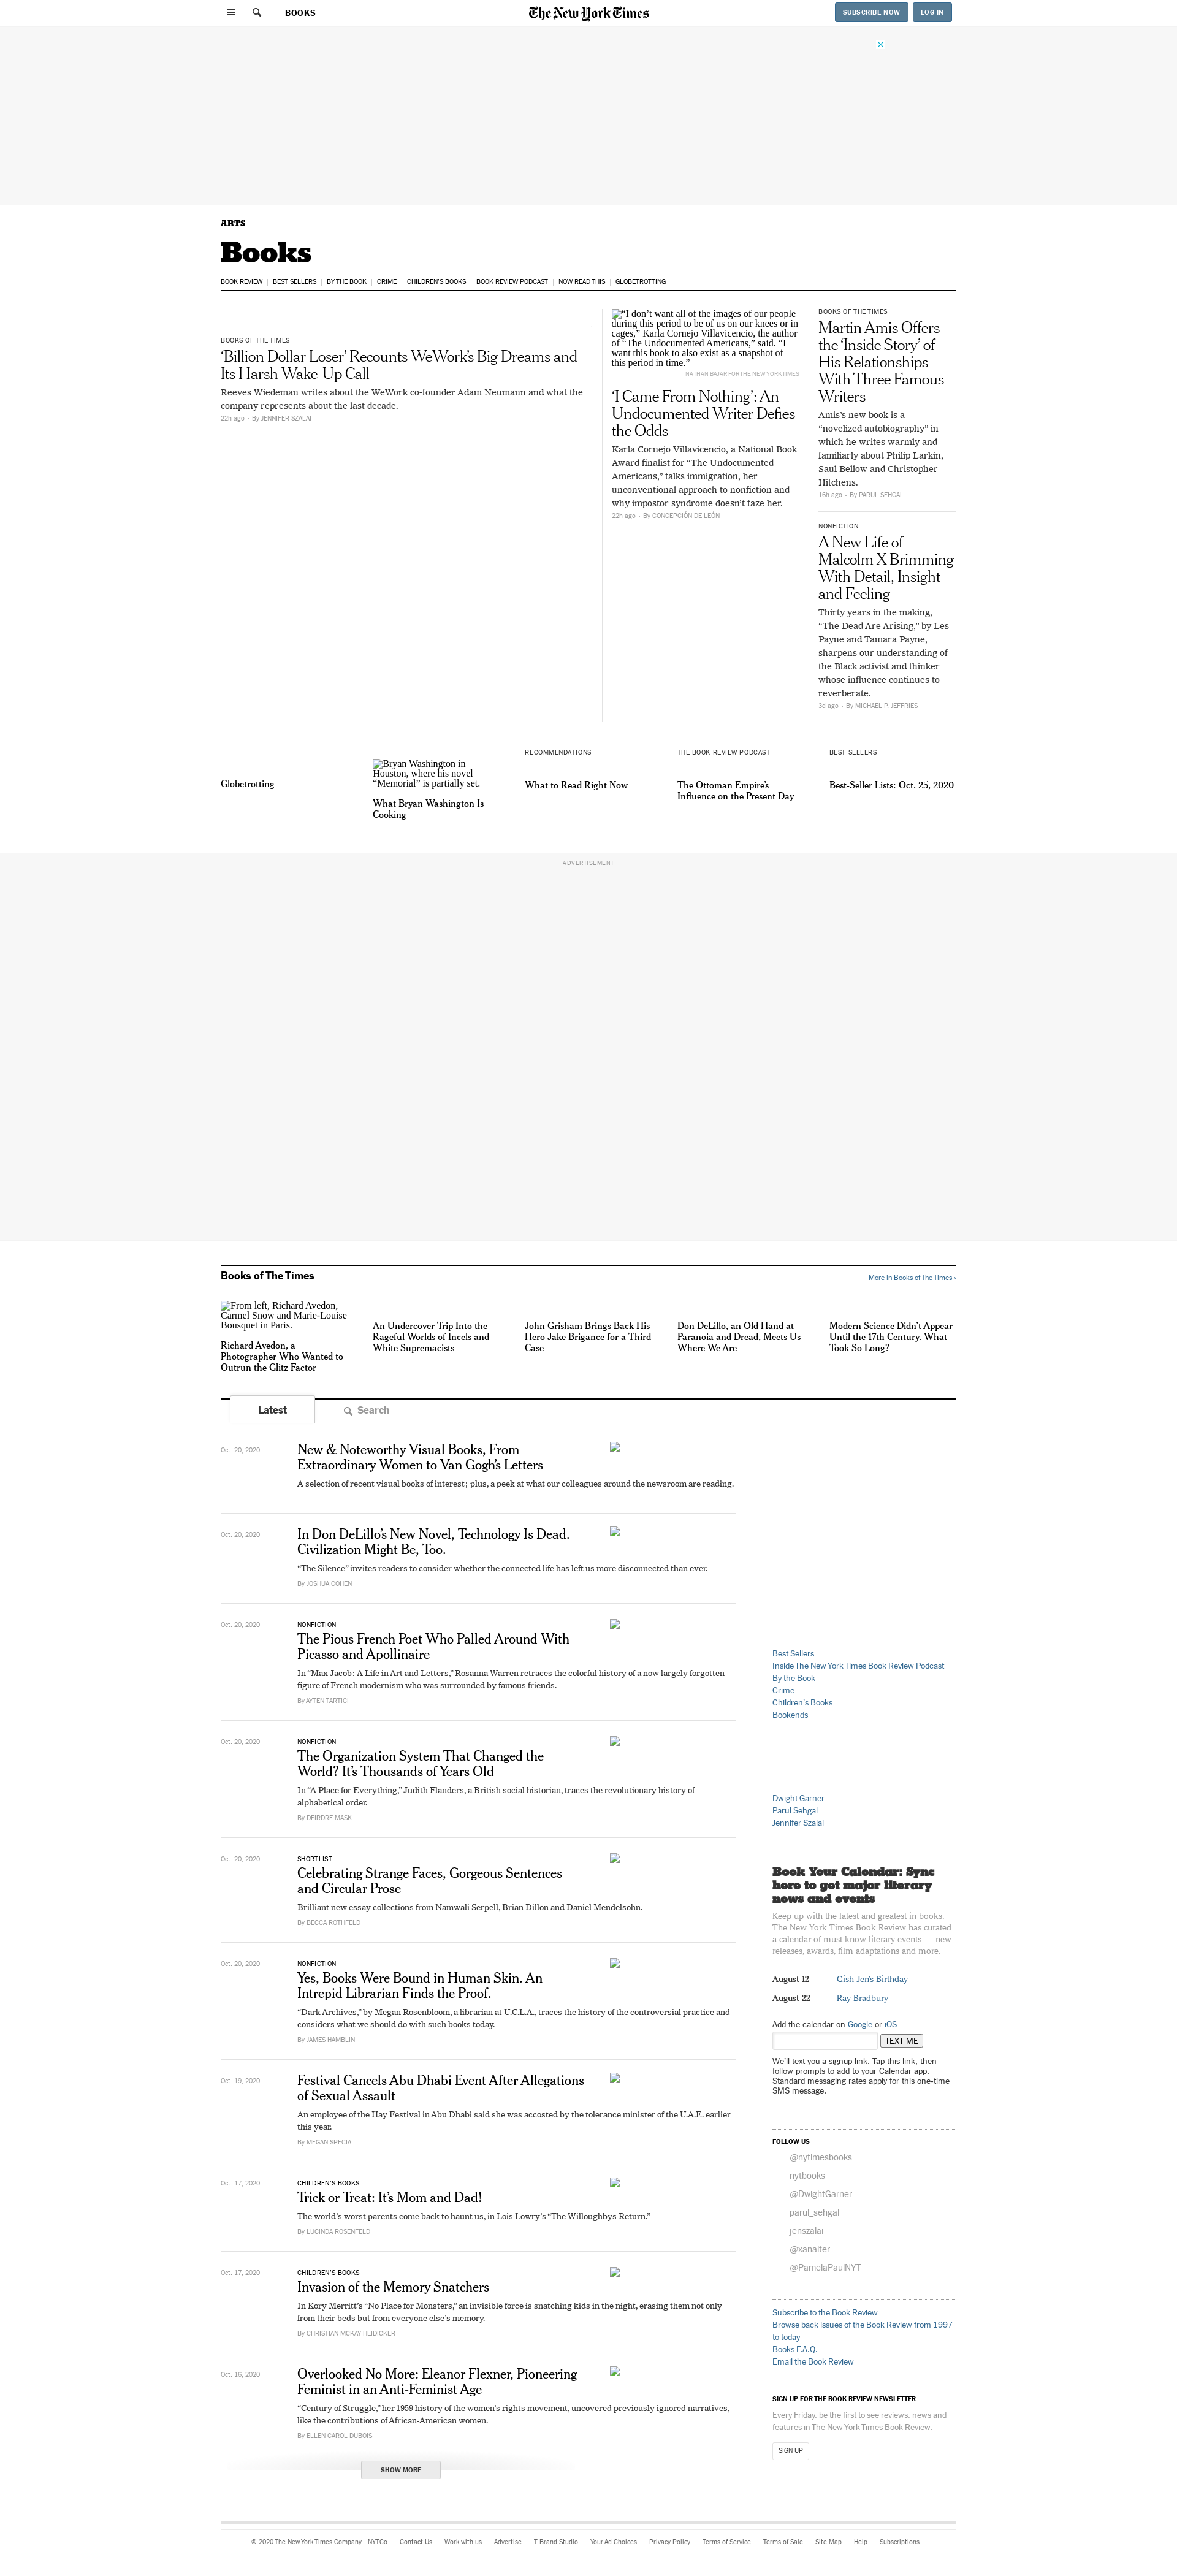 BOOKS
The New York Times
SUBSCRIBE NOW
LOG IN
ARTS
Books
BOOK REVIEW | BEST SELLERS | BY THE BOOK | CRIME | CHILDREN'S BOOKS | BOOK REVIEW PODCAST | NOW READ THIS | GLOBETROTTING
BOOKS OF THE TIMES
‘Billion Dollar Loser’ Recounts WeWork’s Big Dreams and
Its Harsh Wake-Up Call
Reeves Wiedeman writes about the WeWork co-founder Adam Neumann and what the
company represents about the last decade.
22h ago • By JENNIFER SZALAI
“I don’t want all of the images of our people
during this period to be of us on our knees or in
cages,” Karla Cornejo Villavicencio, the author
of “The Undocumented Americans,” said. “I
want this book to also exist as a snapshot of
this period in time.”
NATHAN BAJAR FOR THE NEW YORK TIMES
‘I Came From Nothing’: An
Undocumented Writer Defies
the Odds
Karla Cornejo Villavicencio, a National Book
Award finalist for “The Undocumented
Americans,” talks immigration, her
unconventional approach to nonfiction and
why impostor syndrome doesn’t faze her.
22h ago • By CONCEPCIÓN DE LEÓN
BOOKS OF THE TIMES
Martin Amis Offers
the ‘Inside Story’ of
His Relationships
With Three Famous
Writers
Amis’s new book is a
“novelized autobiography” in
which he writes warmly and
familiarly about Philip Larkin,
Saul Bellow and Christopher
Hitchens.
16h ago • By PARUL SEHGAL
NONFICTION
A New Life of
Malcolm X Brimming
With Detail, Insight
and Feeling
Thirty years in the making,
“The Dead Are Arising,” by Les
Payne and Tamara Payne,
sharpens our understanding of
the Black activist and thinker
whose influence continues to
reverberate.
3d ago • By MICHAEL P. JEFFRIES
Globetrotting
Bryan Washington in
Houston, where his novel
“Memorial” is partially set.
What Bryan Washington Is
Cooking
RECOMMENDATIONS
What to Read Right Now
THE BOOK REVIEW PODCAST
The Ottoman Empire’s
Influence on the Present Day
BEST SELLERS
Best-Seller Lists: Oct. 25, 2020
ADVERTISEMENT
Books of The Times
More in Books of The Times ›
From left, Richard Avedon,
Carmel Snow and Marie-Louise
Bousquet in Paris.
Richard Avedon, a
Photographer Who Wanted to
Outrun the Glitz Factor
An Undercover Trip Into the
Rageful Worlds of Incels and
White Supremacists
John Grisham Brings Back His
Hero Jake Brigance for a Third
Case
Don DeLillo, an Old Hand at
Paranoia and Dread, Meets Us
Where We Are
Modern Science Didn’t Appear
Until the 17th Century. What
Took So Long?
Latest
Search
Oct. 20, 2020
New & Noteworthy Visual Books, From
Extraordinary Women to Van Gogh’s Letters
A selection of recent visual books of interest; plus, a peek at what our colleagues around the newsroom are reading.
Oct. 20, 2020
In Don DeLillo’s New Novel, Technology Is Dead.
Civilization Might Be, Too.
“The Silence” invites readers to consider whether the connected life has left us more disconnected than ever.
By JOSHUA COHEN
Oct. 20, 2020
NONFICTION
The Pious French Poet Who Palled Around With
Picasso and Apollinaire
In “Max Jacob: A Life in Art and Letters,” Rosanna Warren retraces the colorful history of a now largely forgotten
figure of French modernism who was surrounded by famous friends.
By AYTEN TARTICI
Oct. 20, 2020
NONFICTION
The Organization System That Changed the
World? It’s Thousands of Years Old
In “A Place for Everything,” Judith Flanders, a British social historian, traces the revolutionary history of
alphabetical order.
By DEIRDRE MASK
Oct. 20, 2020
SHORTLIST
Celebrating Strange Faces, Gorgeous Sentences
and Circular Prose
Brilliant new essay collections from Namwali Serpell, Brian Dillon and Daniel Mendelsohn.
By BECCA ROTHFELD
Oct. 20, 2020
NONFICTION
Yes, Books Were Bound in Human Skin. An
Intrepid Librarian Finds the Proof.
“Dark Archives,” by Megan Rosenbloom, a librarian at U.C.L.A., traces the history of the controversial practice and
considers what we should do with such books today.
By JAMES HAMBLIN
Oct. 19, 2020
Festival Cancels Abu Dhabi Event After Allegations
of Sexual Assault
An employee of the Hay Festival in Abu Dhabi said she was accosted by the tolerance minister of the U.A.E. earlier
this year.
By MEGAN SPECIA
Oct. 17, 2020
CHILDREN’S BOOKS
Trick or Treat: It’s Mom and Dad!
The world’s worst parents come back to haunt us, in Lois Lowry’s “The Willoughbys Return.”
By LUCINDA ROSENFELD
Oct. 17, 2020
CHILDREN’S BOOKS
Invasion of the Memory Snatchers
In Kory Merritt’s “No Place for Monsters,” an invisible force is snatching kids in the night, erasing them not only
from their beds but from everyone else’s memory.
By CHRISTIAN MCKAY HEIDICKER
Oct. 16, 2020
Overlooked No More: Eleanor Flexner, Pioneering
Feminist in an Anti-Feminist Age
“Century of Struggle,” her 1959 history of the women’s rights movement, uncovered previously ignored narratives,
like the contributions of African-American women.
By ELLEN CAROL DUBOIS
SHOW MORE
Best Sellers
Inside The New York Times Book Review Podcast
By the Book
Crime
Children's Books
Bookends
Dwight Garner
Parul Sehgal
Jennifer Szalai
Book Your Calendar: Sync
here to get major literary
news and events
Keep up with the latest and greatest in books.
The New York Times Book Review has curated
a calendar of must-know literary events — new
releases, awards, film adaptations and more.
August 12 Gish Jen's Birthday
August 22 Ray Bradbury
Add the calendar on Google or iOS
TEXT ME
We’ll text you a signup link. Tap this link, then
follow prompts to add to your Calendar app.
Standard messaging rates apply for this one-time
SMS message.
FOLLOW US
@nytimesbooks
nytbooks
@DwightGarner
parul_sehgal
jenszalai
@xanalter
@PamelaPaulNYT
Subscribe to the Book Review
Browse back issues of the Book Review from 1997
to today
Books F.A.Q.
Email the Book Review
SIGN UP FOR THE BOOK REVIEW NEWSLETTER
Every Friday, be the first to see reviews, news and
features in The New York Times Book Review.
SIGN UP
© 2020 The New York Times Company NYTCo Contact Us Work with us Advertise T Brand Studio Your Ad Choices Privacy Policy Terms of Service Terms of Sale Site Map Help Subscriptions